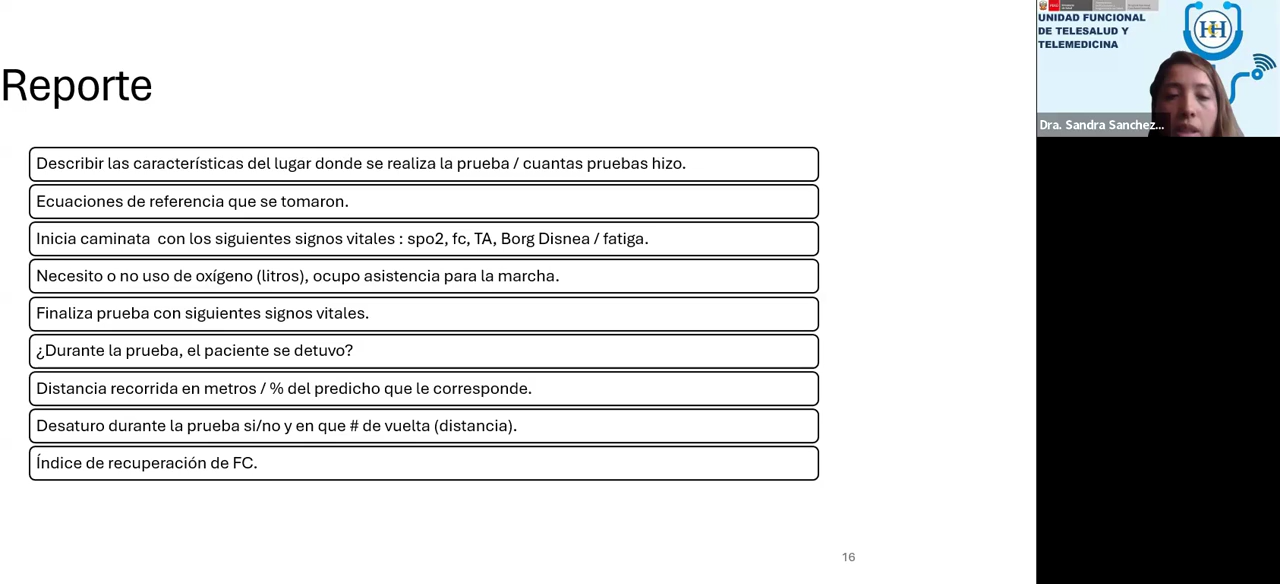 Reporte
Describir las características del lugar donde se realiza la prueba / cuantas pruebas hizo.
Ecuaciones de referencia que se tomaron.
Inicia caminata con los siguientes signos vitales : spo2, fc, TA, Borg Disnea / fatiga.
Necesito o no uso de oxígeno (litros), ocupo asistencia para la marcha.
Finaliza prueba con siguientes signos vitales.
¿Durante la prueba, el paciente se detuvo?
Distancia recorrida en metros / % del predicho que le corresponde.
Desaturo durante la prueba si/no y en que # de vuelta (distancia).
Índice de recuperación de FC.
16
UNIDAD FUNCIONAL
DE TELESALUD Y
TELEMEDICINA
HH
Dra. Sandra Sanchez...